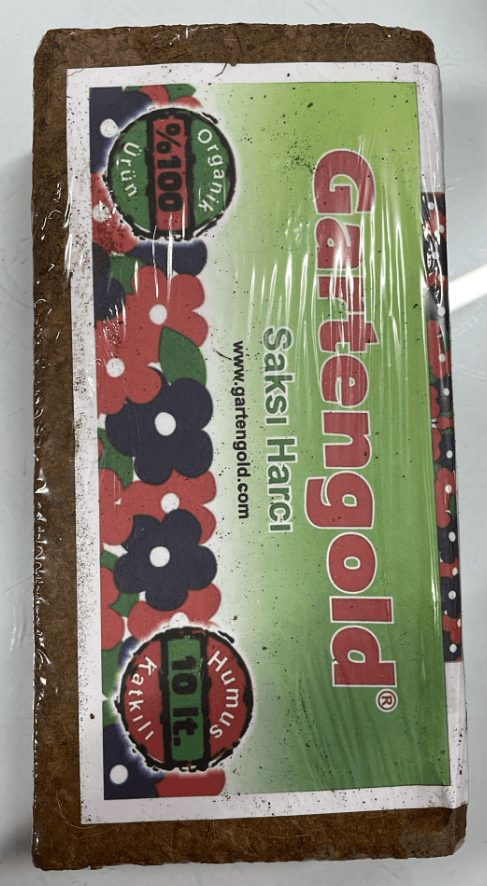 Gartengold®
Saksı Harcı
www.gartengold.com
Organik
%100
Ürün
Humus
10 lt.
Katkılı